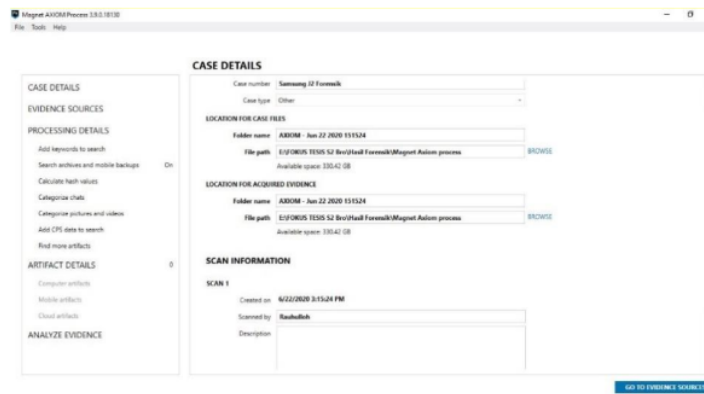 Magnet AXIOM Process 3.9.0.18130
File Tools Help
CASE DETAILS
EVIDENCE SOURCES
PROCESSING DETAILS
Add keywords to search
Search archives and mobile backups On
Calculate hash values
Categorize chats
Categorize pictures and videos
Add CPS data to search
Find more artifacts
ARTIFACT DETAILS 0
Computer artifacts
Mobile artifacts
Cloud artifacts
ANALYZE EVIDENCE
CASE DETAILS
Case number Samsung J2 Forensik
Case type Other
LOCATION FOR CASE FILES
Folder name AXIOM - Jun 22 2020 151524
File path E:\FOKUS TESIS S2 Bro\Hasil Forensik\Magnet Axiom process BROWSE
Available space: 330.42 GB
LOCATION FOR ACQUIRED EVIDENCE
Folder name AXIOM - Jun 22 2020 151524
File path E:\FOKUS TESIS S2 Bro\Hasil Forensik\Magnet Axiom process BROWSE
Available space: 330.42 GB
SCAN INFORMATION
SCAN 1
Created on 6/22/2020 3:15:24 PM
Scanned by Rauhulloh
Description
GO TO EVIDENCE SOURCES